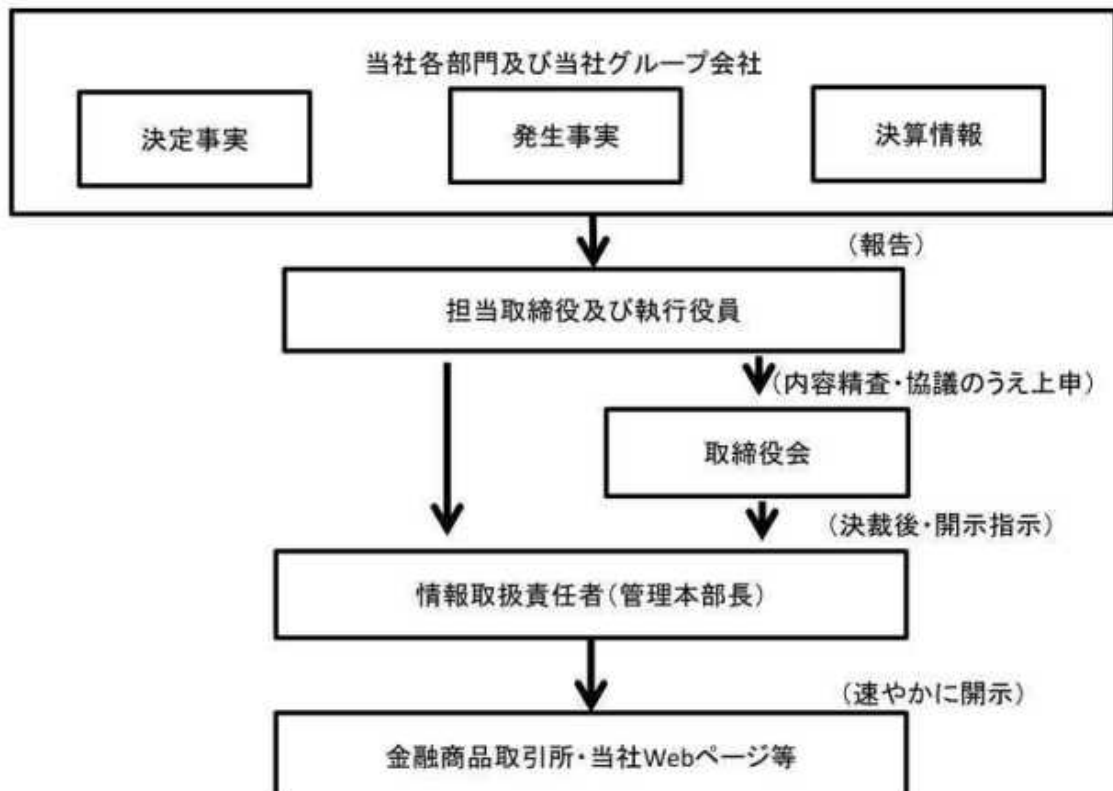 当社各部門及び当社グループ会社
決定事実
発生事実
決算情報
(報告)
担当取締役及び執行役員
(内容精査・協議のうえ上申)
取締役会
(決裁後・開示指示)
情報取扱責任者(管理本部長)
(速やかに開示)
金融商品取引所・当社Webページ等